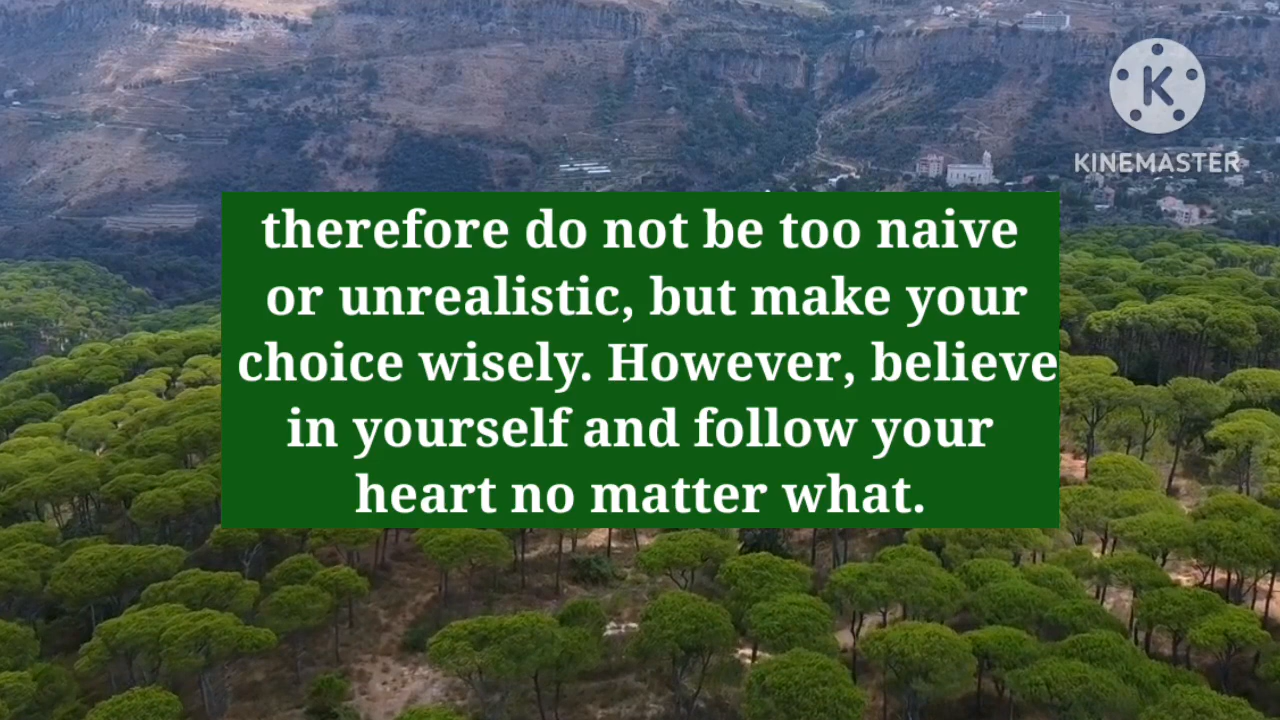 K
KINEMASTER
therefore do not be too naive
or unrealistic, but make your
choice wisely. However, believe
in yourself and follow your
heart no matter what.